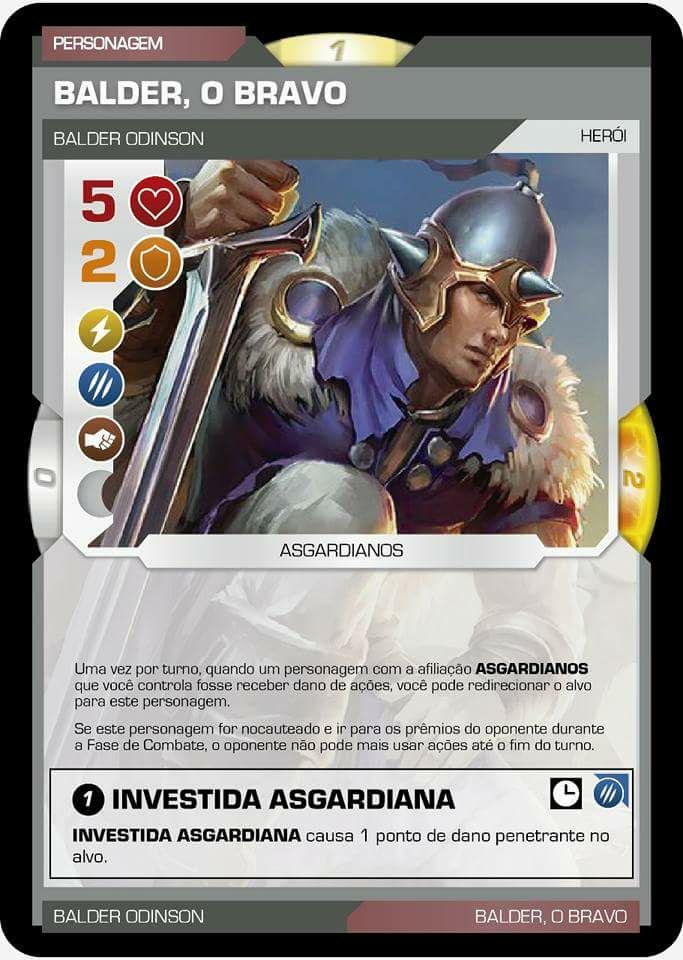 PERSONAGEM
1
BALDER, O BRAVO
BALDER ODINSON
HERÓI
5
2
0
2
ASGARDIANOS
Uma vez por turno, quando um personagem com a afiliação ASGARDIANOS
que você controla fosse receber dano de ações, você pode redirecionar o alvo
para este personagem.
Se este personagem for nocauteado e ir para os prêmios do oponente durante
a Fase de Combate, o oponente não pode mais usar ações até o fim do turno.
1 INVESTIDA ASGARDIANA
INVESTIDA ASGARDIANA causa 1 ponto de dano penetrante no
alvo.
BALDER ODINSON
BALDER, O BRAVO